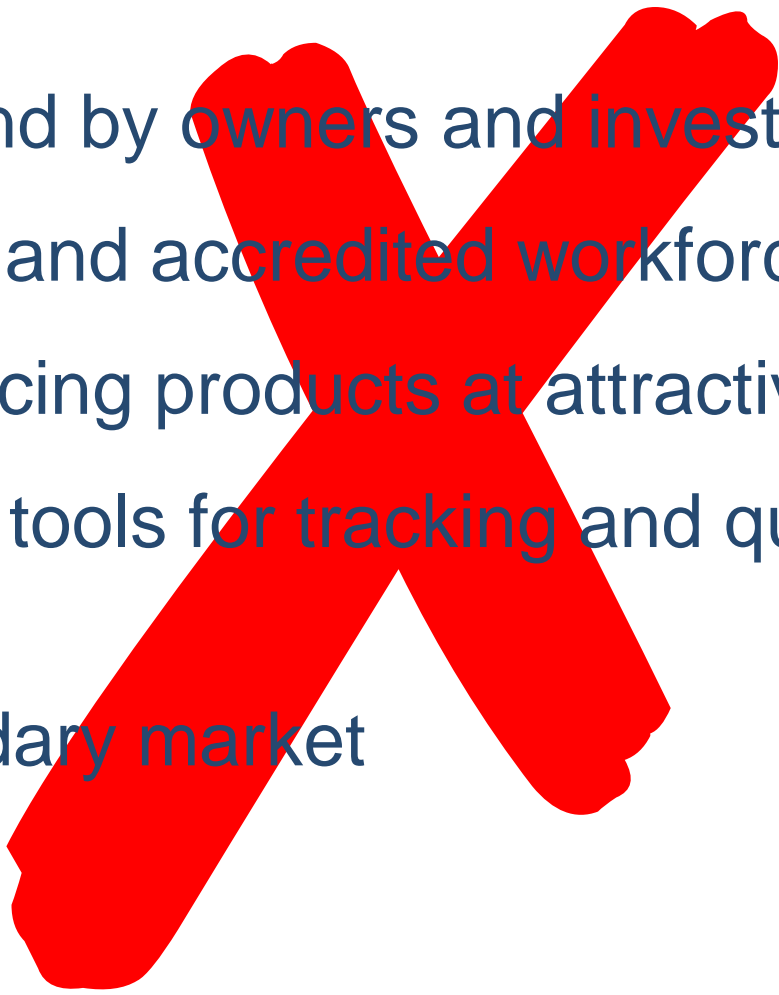 nd by owners and invest
and accredited workforc
cing products at attractiv
tools for tracking and qu
dary market